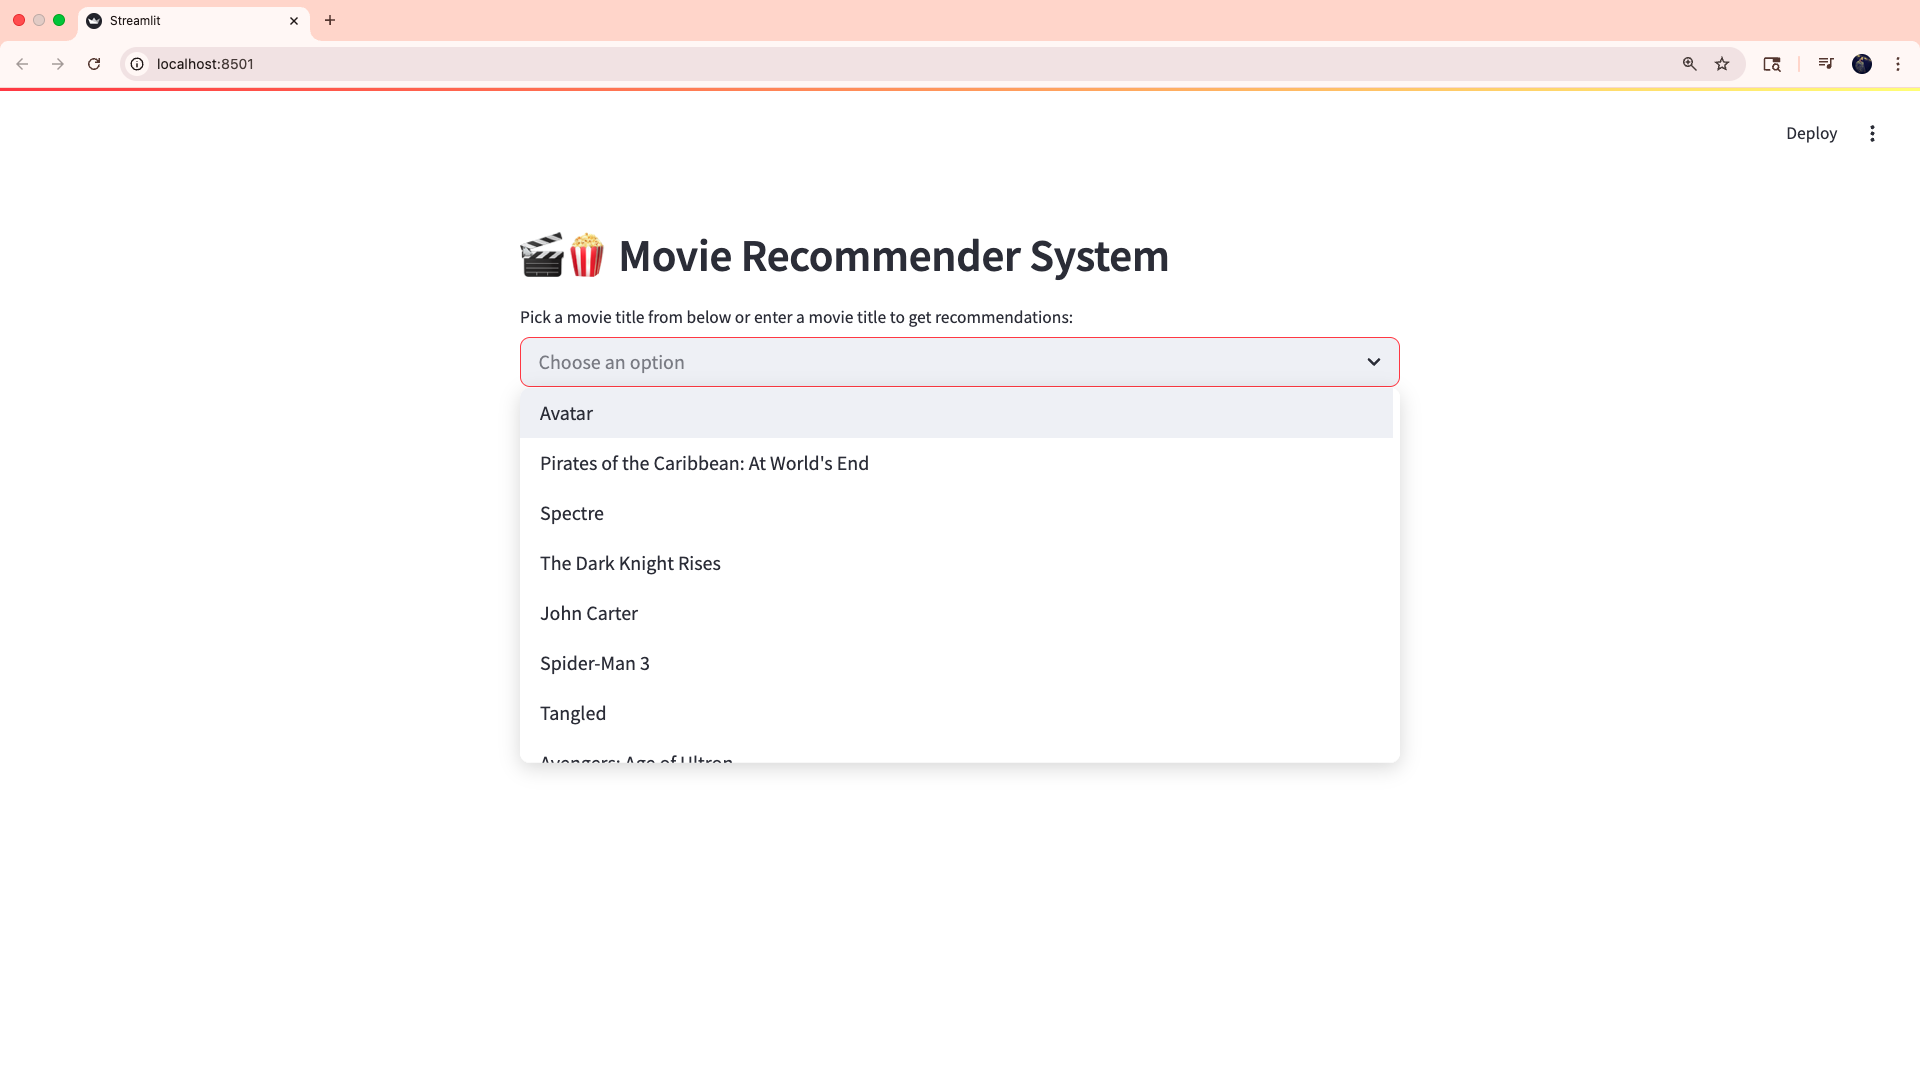 Streamlit
localhost:8501
Deploy
Movie Recommender System
Pick a movie title from below or enter a movie title to get recommendations:
Choose an option
Avatar
Pirates of the Caribbean: At World's End
Spectre
The Dark Knight Rises
John Carter
Spider-Man 3
Tangled
Avengers: Age of Ultron